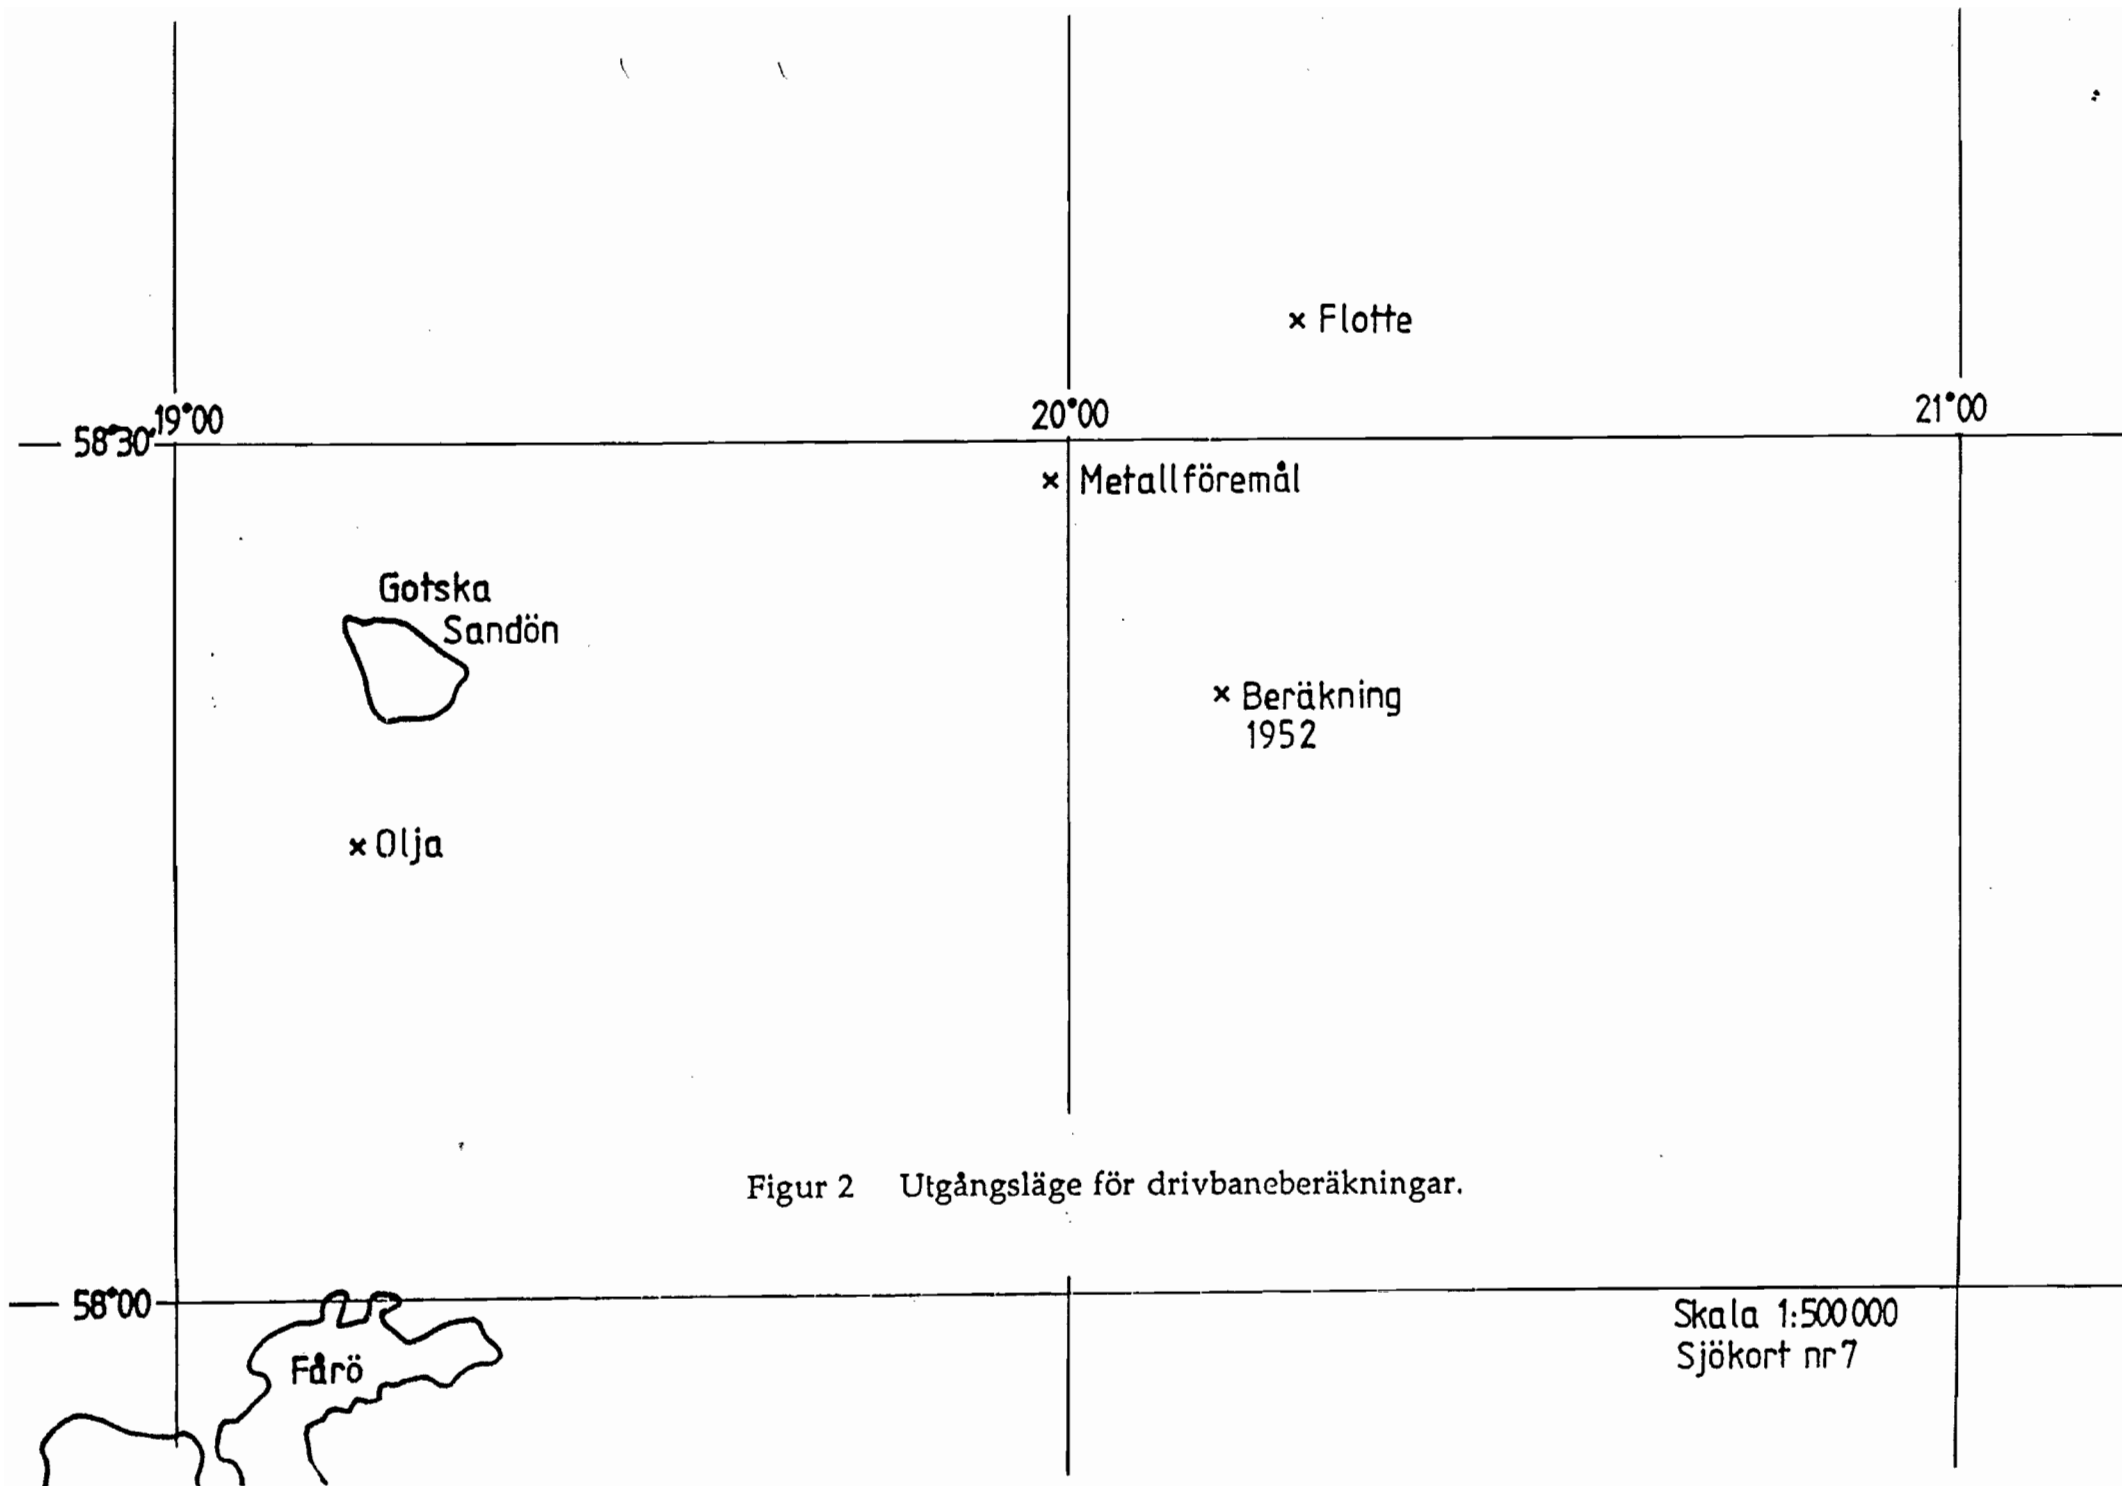 × Flotte
19°00
20°00
21°00
58°30'
× Metallföremål
Gotska
Sandön
× Beräkning
1952
× Olja
Figur 2 Utgångsläge för drivbaneberäkningar.
58°00
Skala 1:500 000
Sjökort nr 7
Fårö